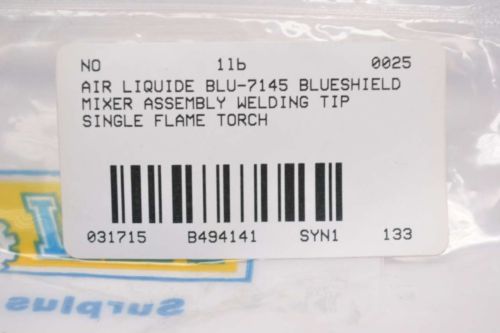 NO 1lb 0025
AIR LIQUIDE BLU-7145 BLUESHIELD
MIXER ASSEMBLY WELDING TIP
SINGLE FLAME TORCH
031715 B494141 SYN1 133
Surplus